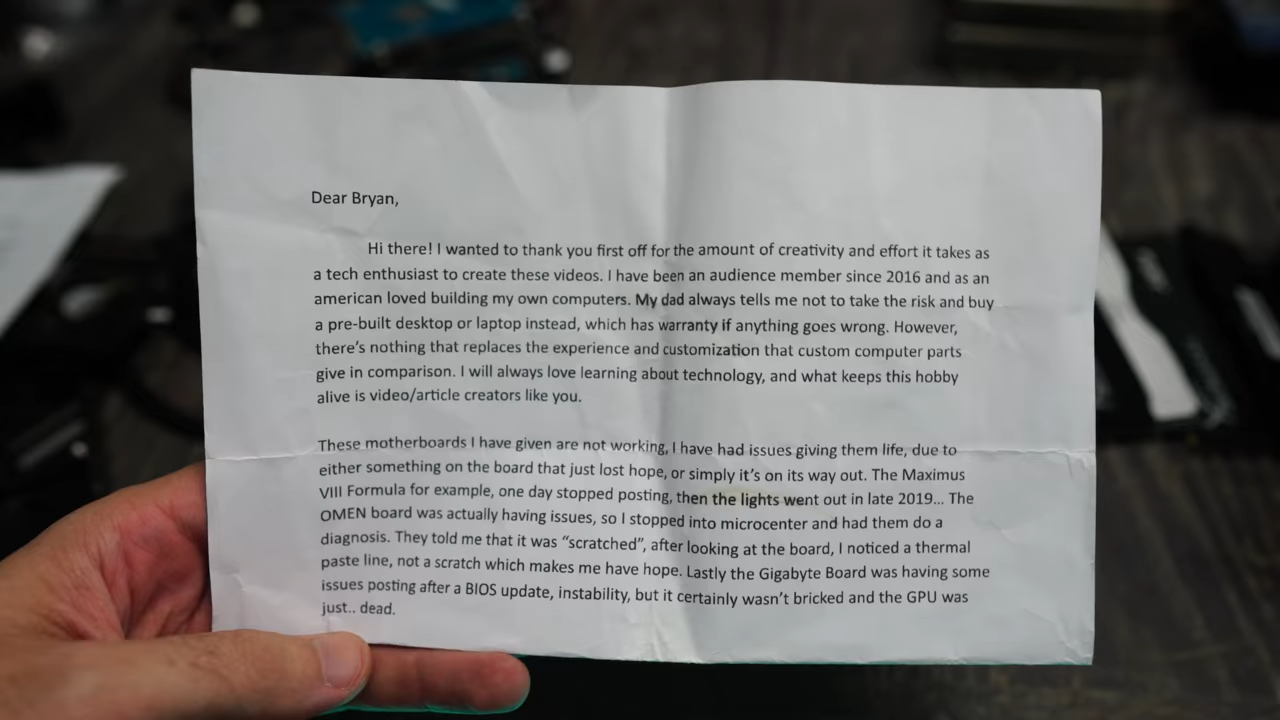 Dear Bryan,
Hi there! I wanted to thank you first off for the amount of creativity and effort it takes as
a tech enthusiast to create these videos. I have been an audience member since 2016 and as an
american loved building my own computers. My dad always tells me not to take the risk and buy
a pre-built desktop or laptop instead, which has warranty if anything goes wrong. However,
there's nothing that replaces the experience and customization that custom computer parts
give in comparison. I will always love learning about technology, and what keeps this hobby
alive is video/article creators like you.
These motherboards I have given are not working, I have had issues giving them life, due to
either something on the board that just lost hope, or simply it's on its way out. The Maximus
VIII Formula for example, one day stopped posting, then the lights went out in late 2019... The
OMEN board was actually having issues, so I stopped into microcenter and had them do a
diagnosis. They told me that it was "scratched", after looking at the board, I noticed a thermal
paste line, not a scratch which makes me have hope. Lastly the Gigabyte Board was having some
issues posting after a BIOS update, instability, but it certainly wasn't bricked and the GPU was
just.. dead.